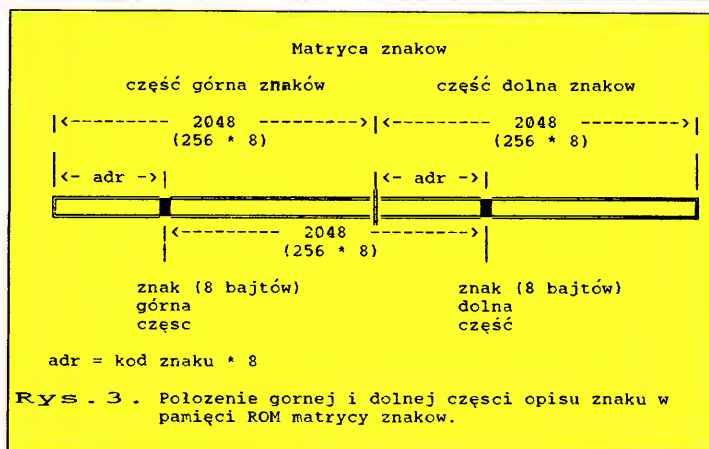 Matryca znakow
część górna znaków część dolna znakow
|<--------- 2048 --------->|<--------- 2048 --------->|
(256 * 8) (256 * 8)
|<- adr ->| |<- adr ->|
|<--------- 2048 --------->|
(256 * 8)
znak (8 bajtów) znak (8 bajtów)
górna dolna
częsc część
adr = kod znaku * 8
Rys.3. Położenie gornej i dolnej częsci opisu znaku w
pamięci ROM matrycy znakow.